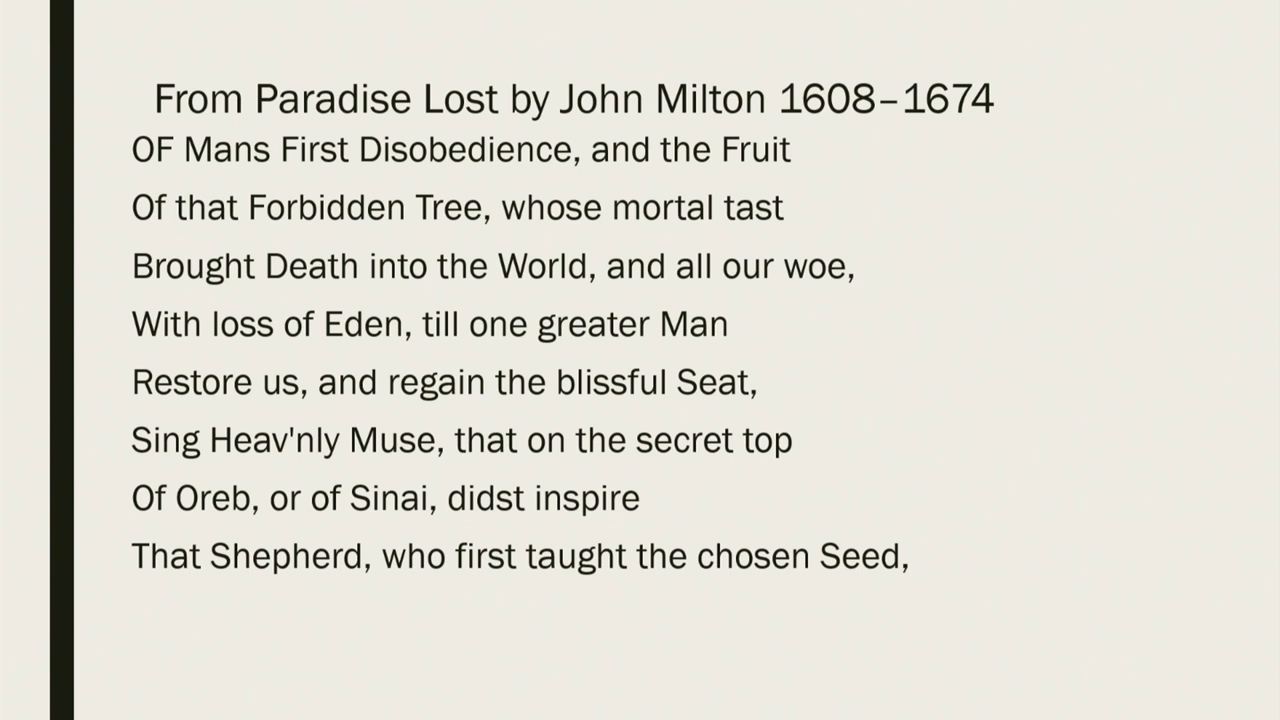 From Paradise Lost by John Milton 1608–1674
OF Mans First Disobedience, and the Fruit
Of that Forbidden Tree, whose mortal tast
Brought Death into the World, and all our woe,
With loss of Eden, till one greater Man
Restore us, and regain the blissful Seat,
Sing Heav'nly Muse, that on the secret top
Of Oreb, or of Sinai, didst inspire
That Shepherd, who first taught the chosen Seed,